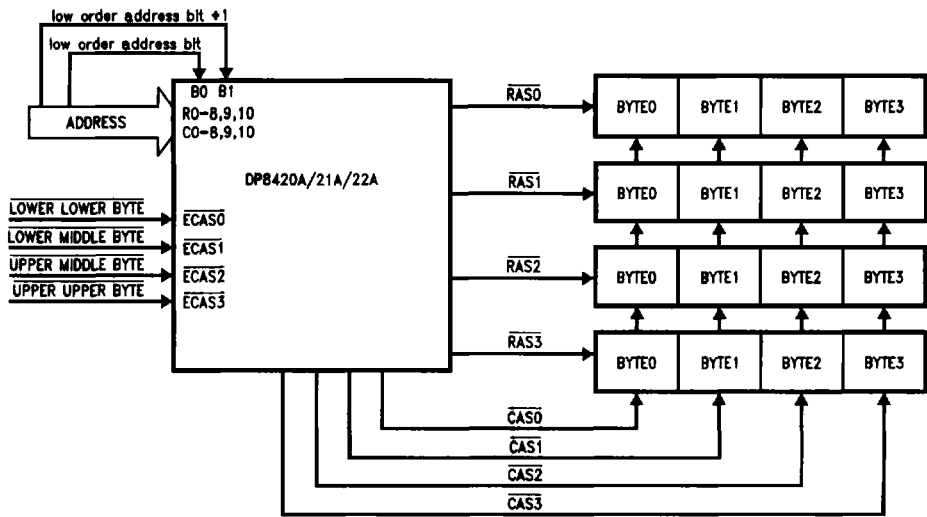 low order address bit +1
low order address bit
B0 B1
R0-8,9,10
C0-8,9,10
ADDRESS
DP8420A/21A/22A
LOWER LOWER BYTE
ECAS0
LOWER MIDDLE BYTE
ECAS1
UPPER MIDDLE BYTE
ECAS2
UPPER UPPER BYTE
ECAS3
RAS0
BYTE0 BYTE1 BYTE2 BYTE3
RAS1
BYTE0 BYTE1 BYTE2 BYTE3
RAS2
BYTE0 BYTE1 BYTE2 BYTE3
RAS3
BYTE0 BYTE1 BYTE2 BYTE3
CAS0
CAS1
CAS2
CAS3